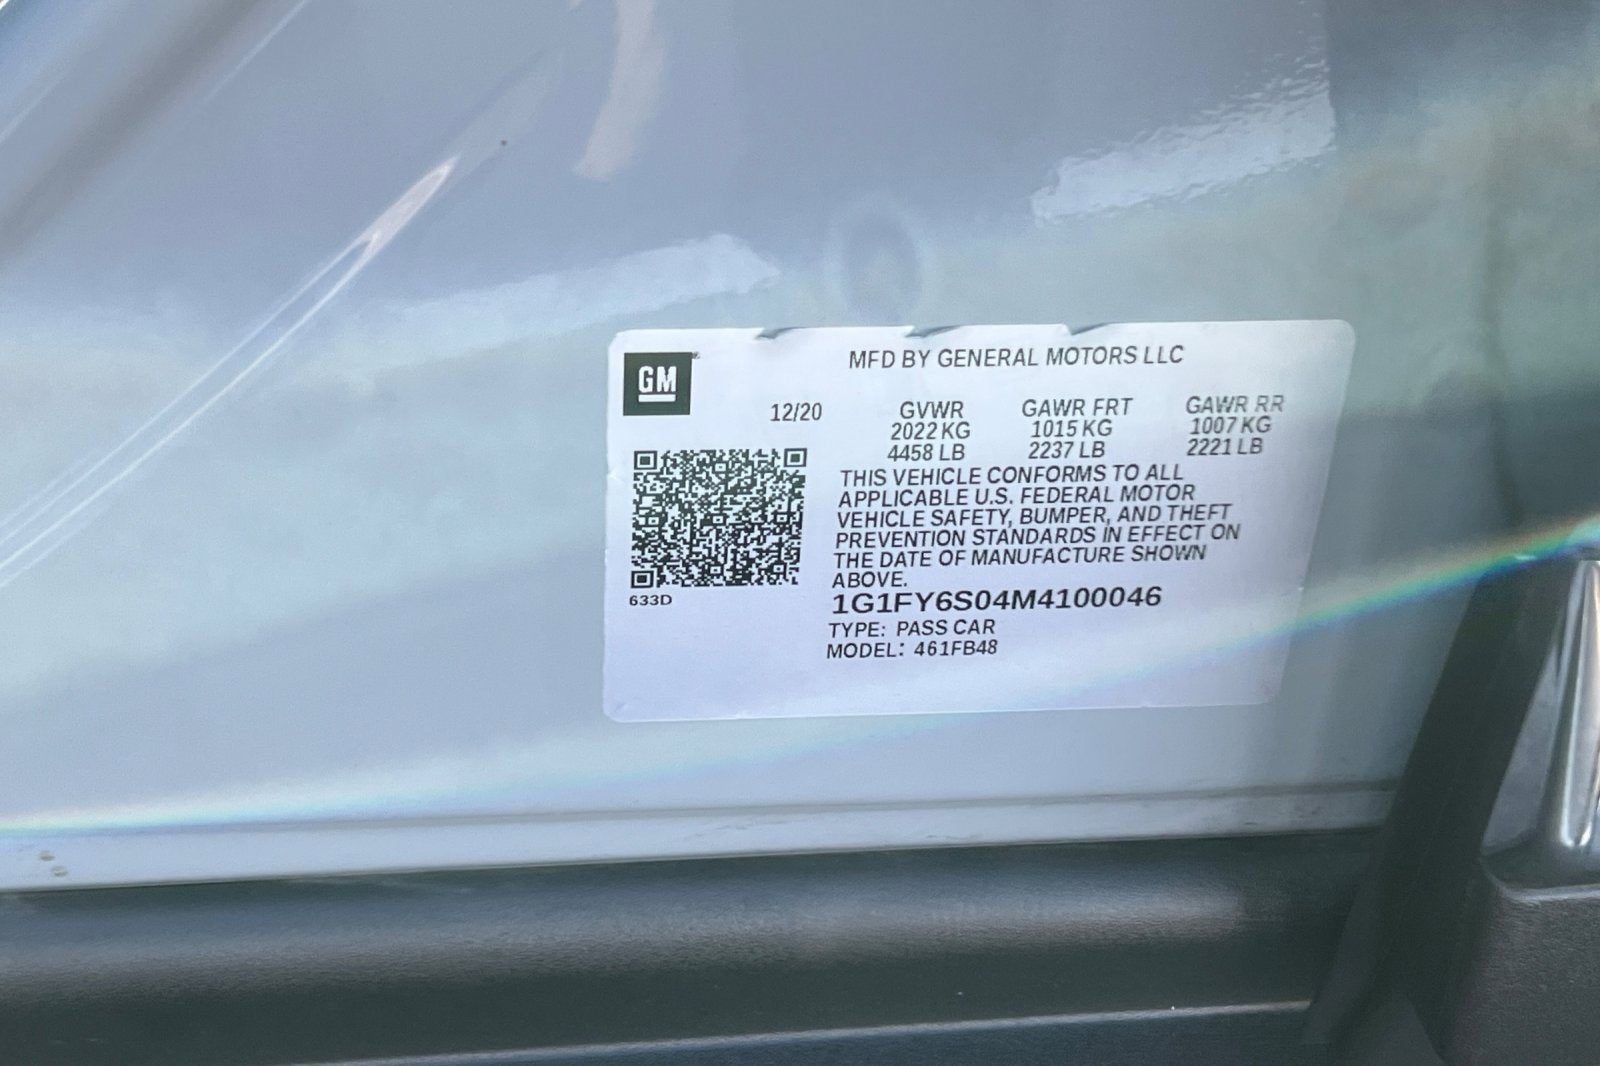 GM
MFD BY GENERAL MOTORS LLC
12/20 GVWR GAWR FRT GAWR RR
2022 KG 1015 KG 1007 KG
4458 LB 2237 LB 2221 LB
THIS VEHICLE CONFORMS TO ALL
APPLICABLE U.S. FEDERAL MOTOR
VEHICLE SAFETY, BUMPER, AND THEFT
PREVENTION STANDARDS IN EFFECT ON
THE DATE OF MANUFACTURE SHOWN
ABOVE.
633D
1G1FY6S04M4100046
TYPE: PASS CAR
MODEL: 461FB48